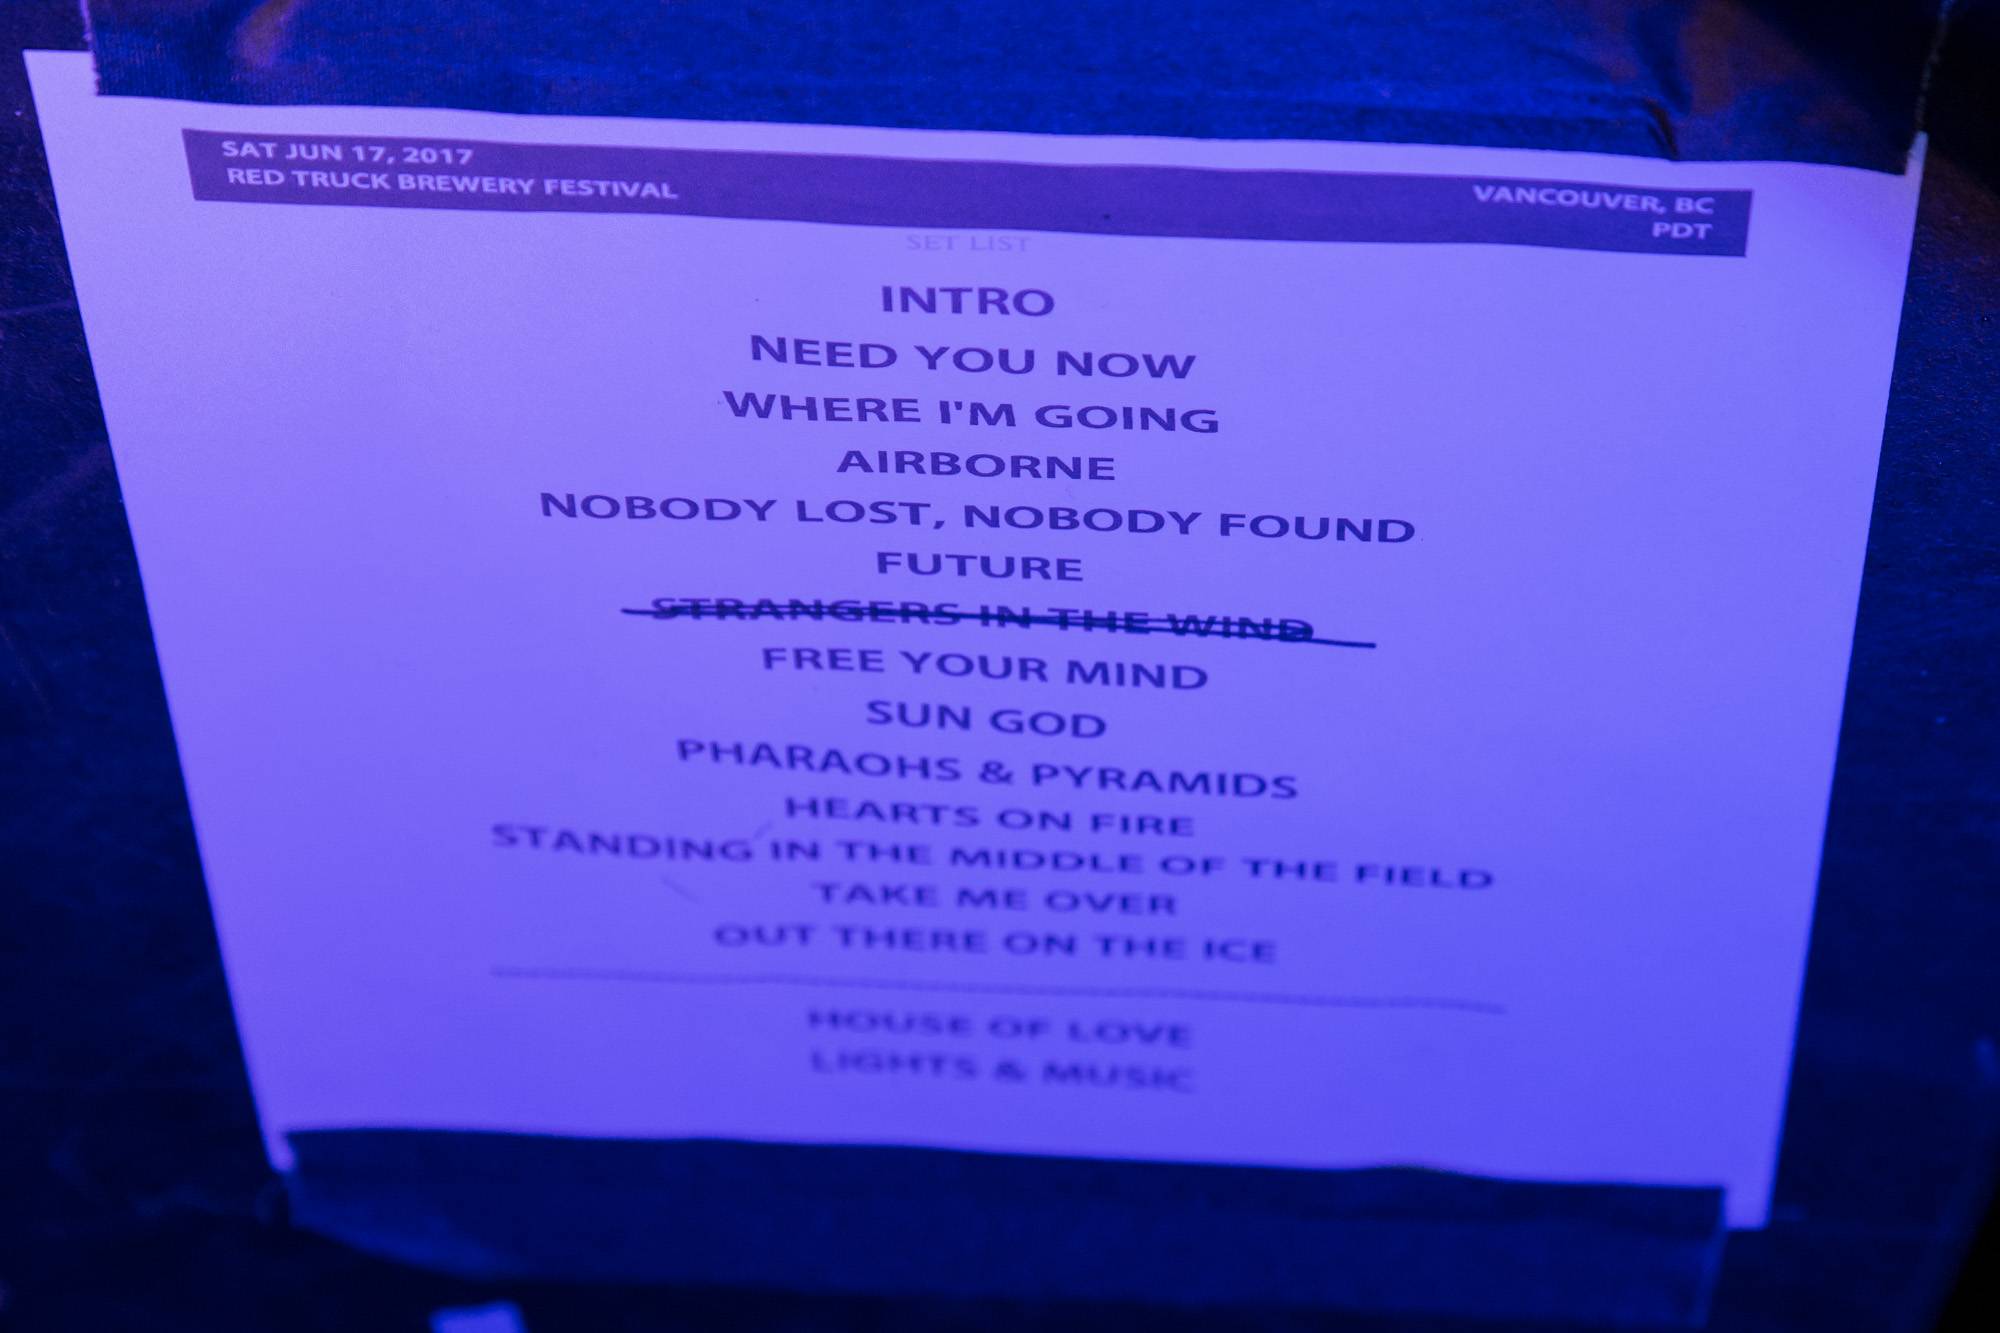 SAT JUN 17, 2017
RED TRUCK BREWERY FESTIVAL
VANCOUVER, BC
PDT
SET LIST
INTRO
NEED YOU NOW
WHERE I'M GOING
AIRBORNE
NOBODY LOST, NOBODY FOUND
FUTURE
STRANGERS IN THE WIND
FREE YOUR MIND
SUN GOD
PHARAOHS & PYRAMIDS
HEARTS ON FIRE
STANDING IN THE MIDDLE OF THE FIELD
TAKE ME OVER
OUT THERE ON THE ICE
HOUSE OF LOVE
LIGHTS & MUSIC